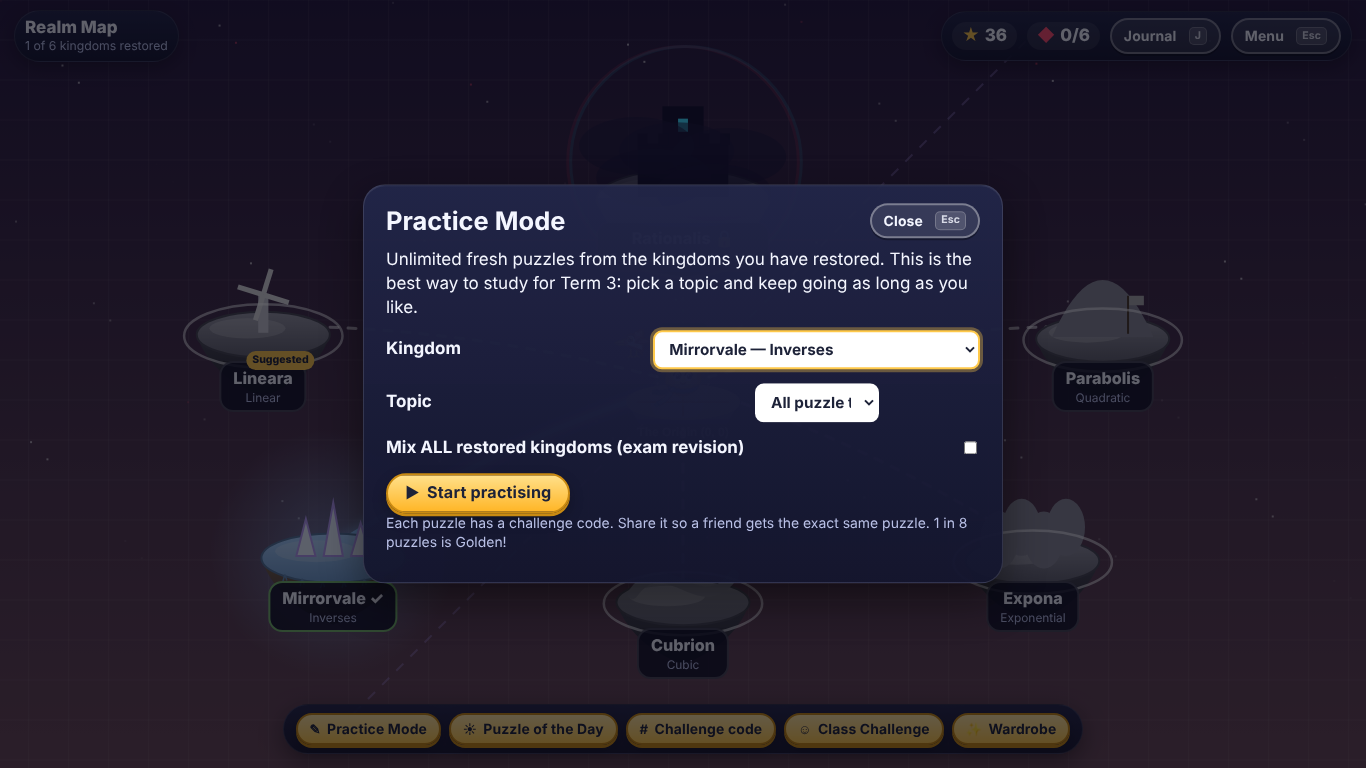 Realm Map
1 of 6 kingdoms restored
★ 36
0/6
Journal J
Menu Esc
Practice Mode
Close Esc
Unlimited fresh puzzles from the kingdoms you have restored. This is the
best way to study for Term 3: pick a topic and keep going as long as you
like.
Kingdom
Mirrorvale — Inverses
Topic
All puzzle t
Mix ALL restored kingdoms (exam revision)
▶ Start practising
Each puzzle has a challenge code. Share it so a friend gets the exact same puzzle. 1 in 8
puzzles is Golden!
Suggested
Lineara
Linear
Parabolis
Quadratic
Mirrorvale ✓
Inverses
Cubrion
Cubic
Expona
Exponential
✎ Practice Mode
☀ Puzzle of the Day
# Challenge code
☺ Class Challenge
Wardrobe